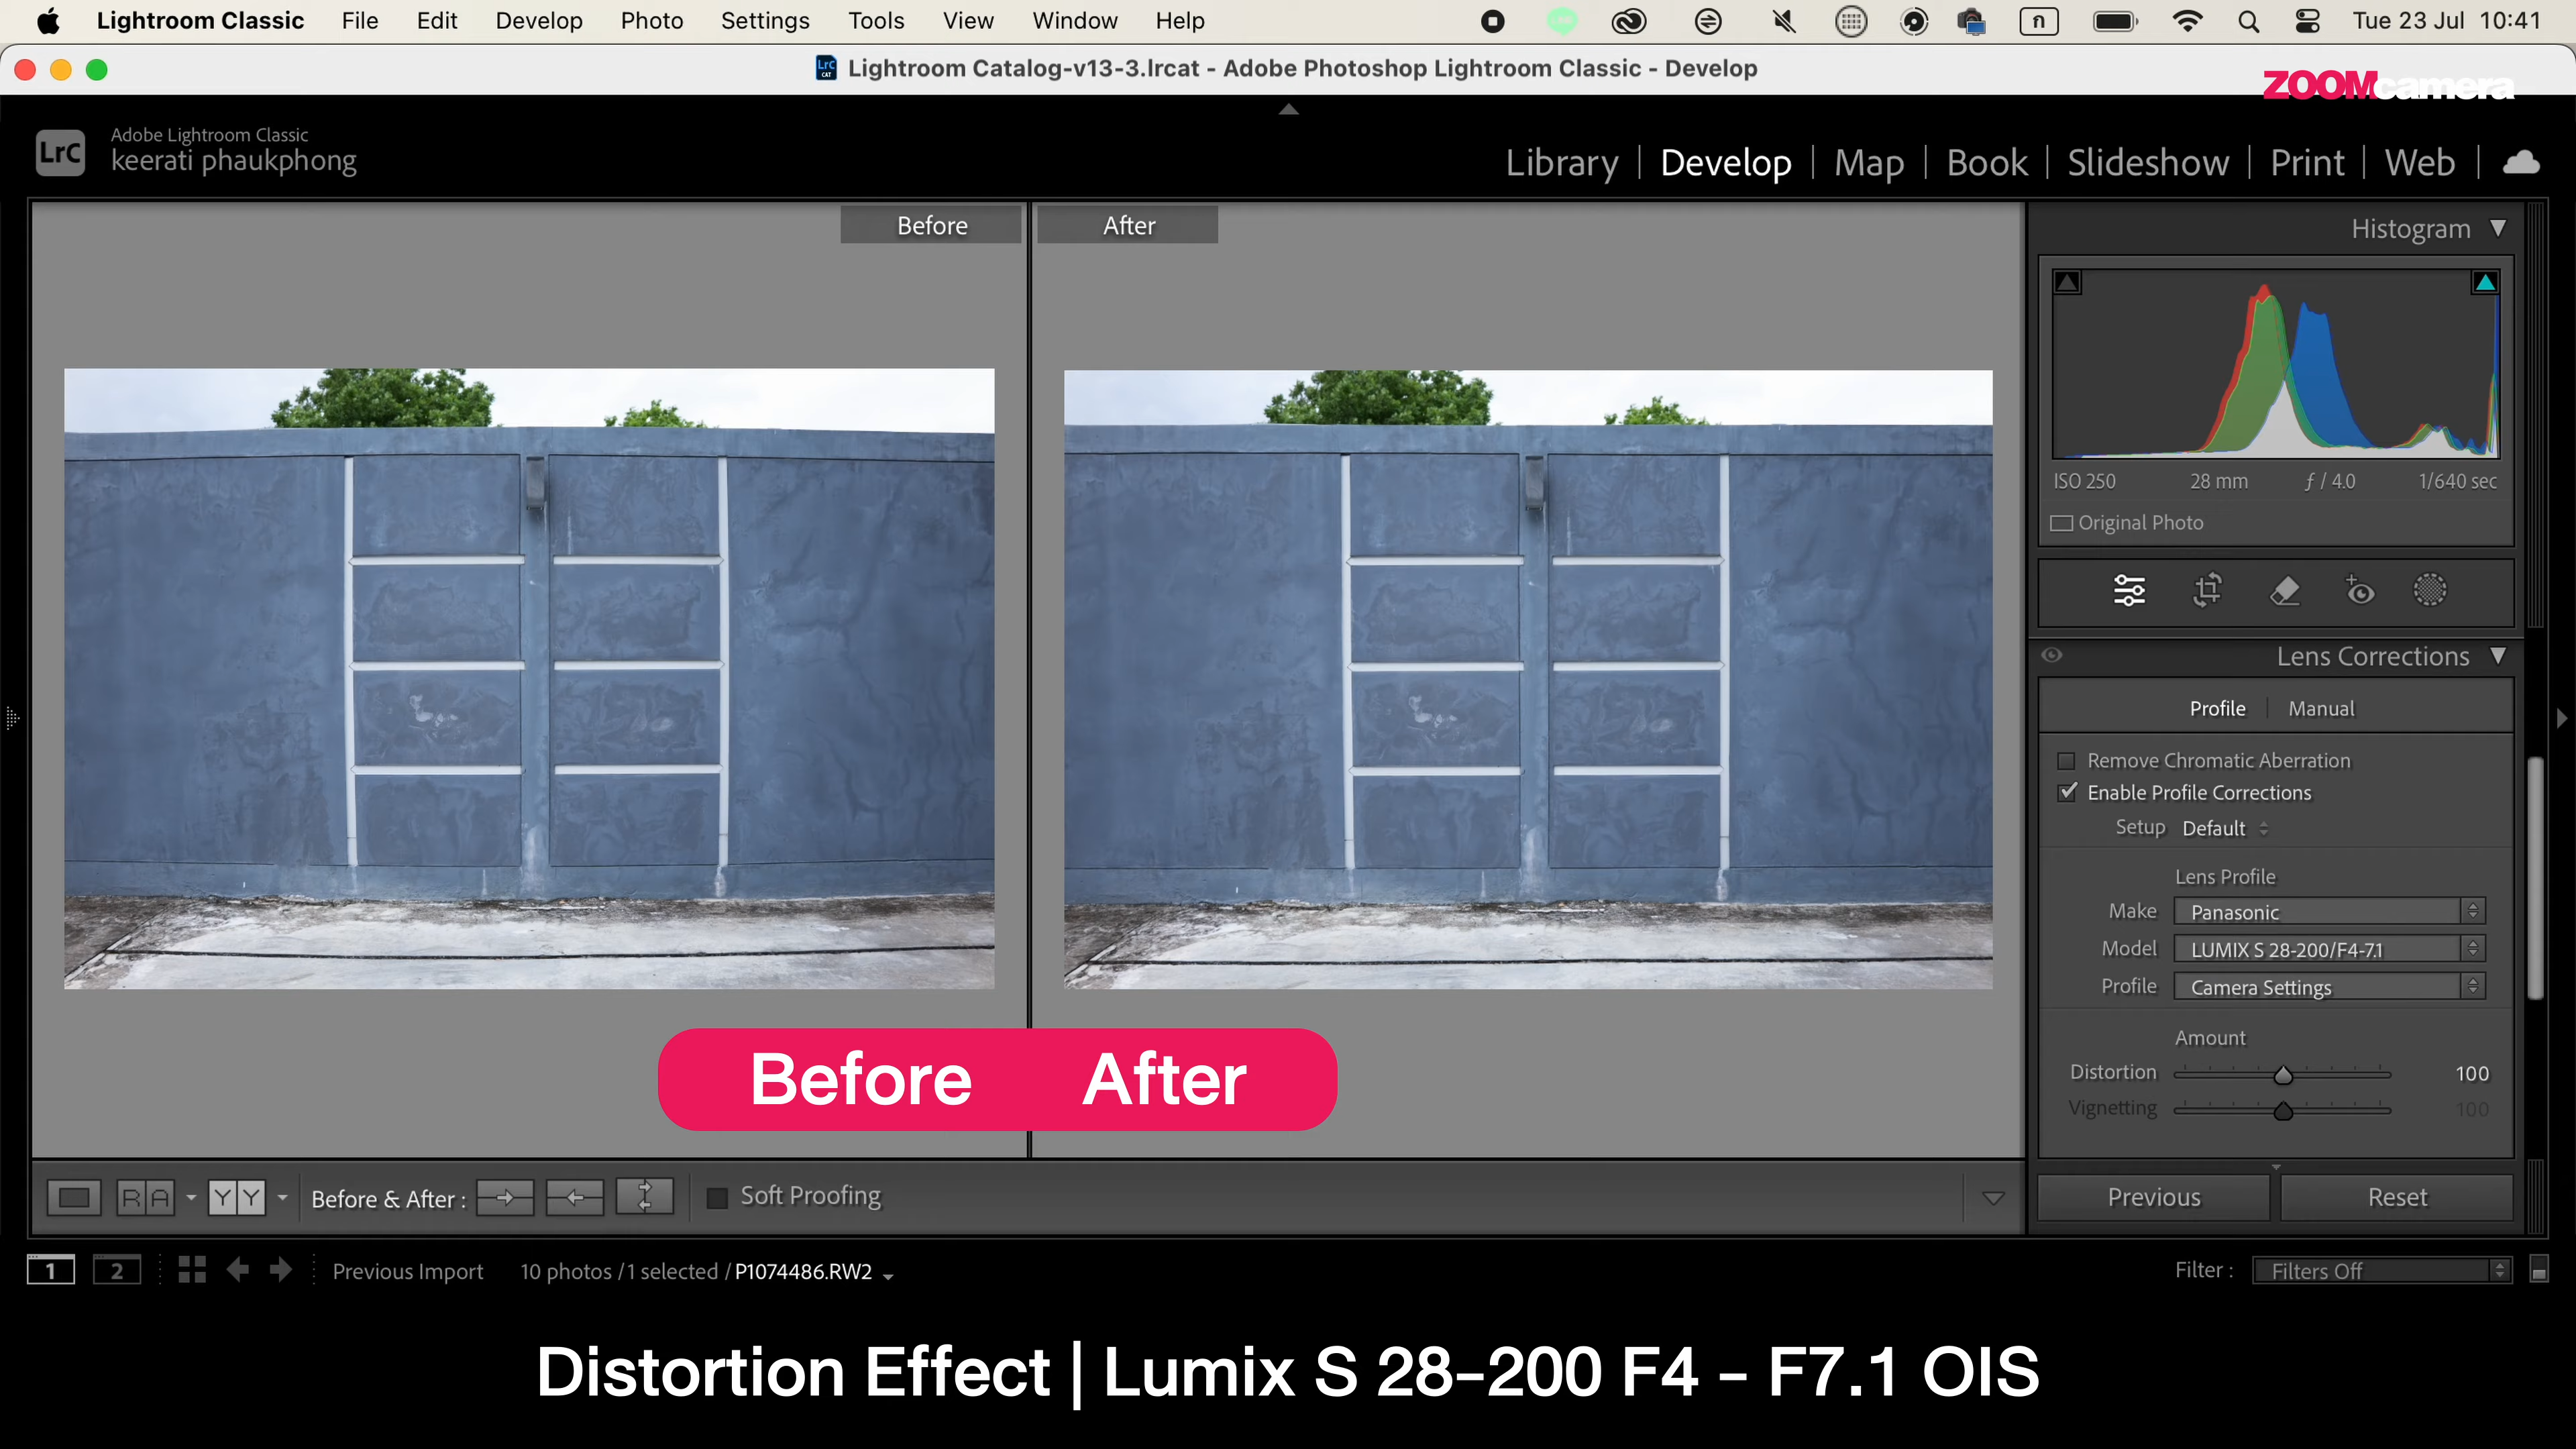 Lightroom Classic File Edit Develop Photo Settings Tools View Window Help ก Tue 23 Jul 10:41
Lrc CAT Lightroom Catalog-v13-3.lrcat - Adobe Photoshop Lightroom Classic - Develop
ZOOMcamera
LrC
Adobe Lightroom Classic
keerati phaukphong
Library | Develop | Map | Book | Slideshow | Print | Web |
Before
After
Histogram
ISO 250 28 mm ƒ / 4.0 1/640 sec
Original Photo
Lens Corrections
Profile | Manual
Remove Chromatic Aberration
Enable Profile Corrections
Setup Default
Lens Profile
Make Panasonic
Model LUMIX S 28-200/F4-7.1
Profile Camera Settings
Amount
Distortion 100
Vignetting 100
Before After
R A Y Y Before & After : Soft Proofing
Previous Reset
1 2 Previous Import 10 photos / 1 selected / P1074486.RW2
Filter : Filters Off
Distortion Effect | Lumix S 28-200 F4 - F7.1 OIS